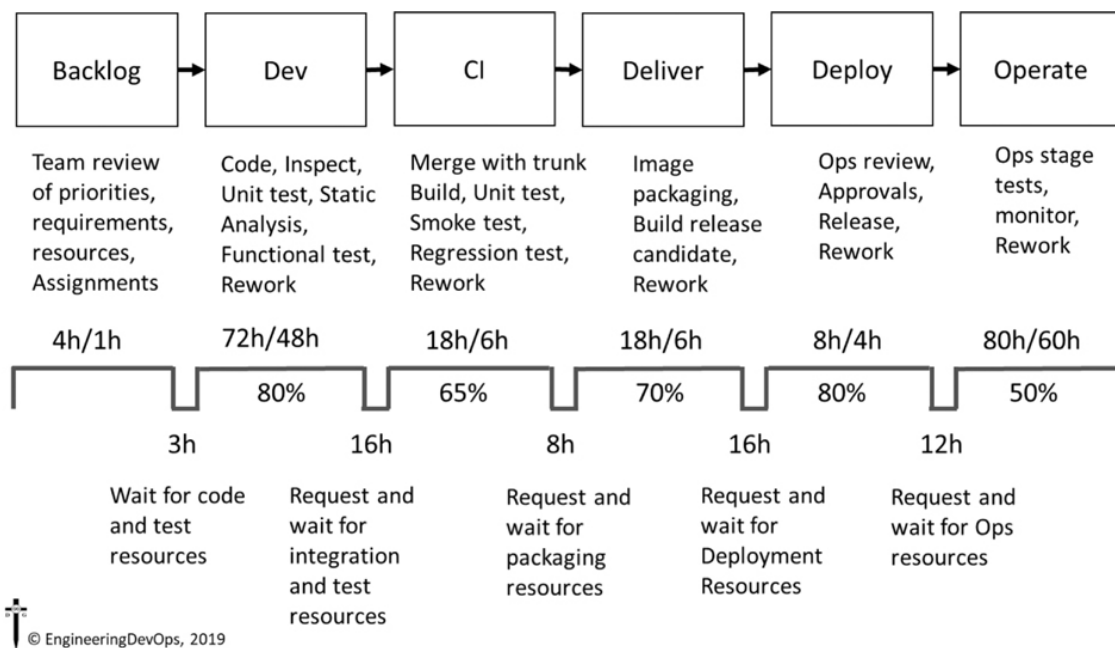 Backlog
Dev
CI
Deliver
Deploy
Operate
Team review
of priorities,
requirements,
resources,
Assignments
Code, Inspect,
Unit test, Static
Analysis,
Functional test,
Rework
Merge with trunk
Build, Unit test,
Smoke test,
Regression test,
Rework
Image
packaging,
Build release
candidate,
Rework
Ops review,
Approvals,
Release,
Rework
Ops stage
tests,
monitor,
Rework
4h/1h
72h/48h
18h/6h
18h/6h
8h/4h
80h/60h
80%
65%
70%
80%
50%
3h
16h
8h
16h
12h
Wait for code
and test
resources
Request and
wait for
integration
and test
resources
Request and
wait for
packaging
resources
Request and
wait for
Deployment
Resources
Request and
wait for Ops
resources
© EngineeringDevOps, 2019